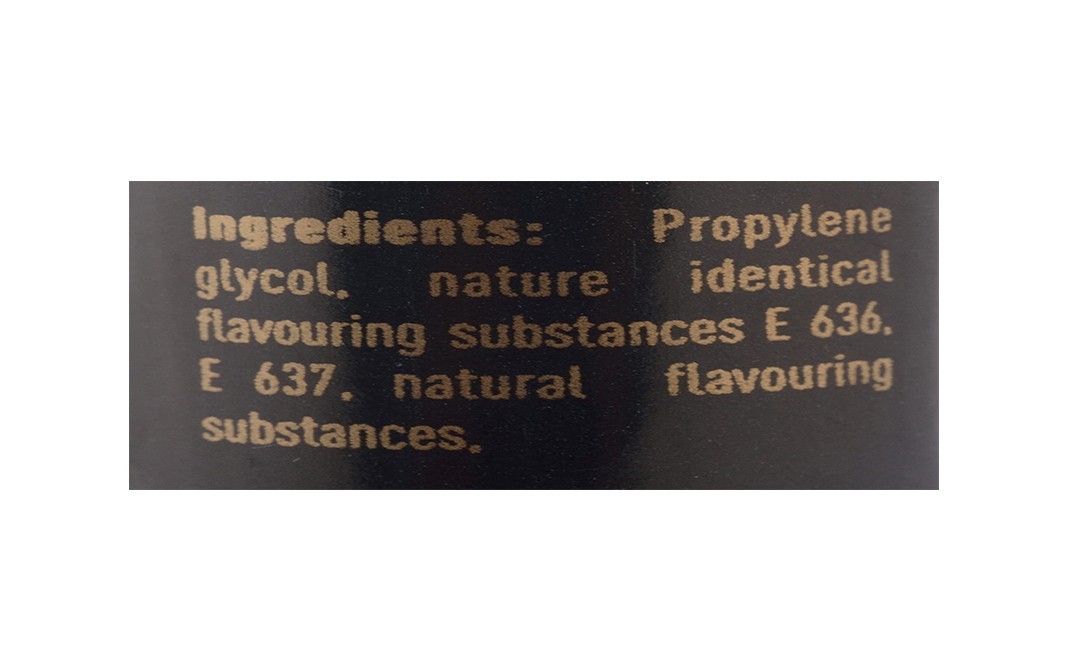 Ingredients: Propylene
glycol, nature identical
flavouring substances E 636,
E 637, natural flavouring
substances.